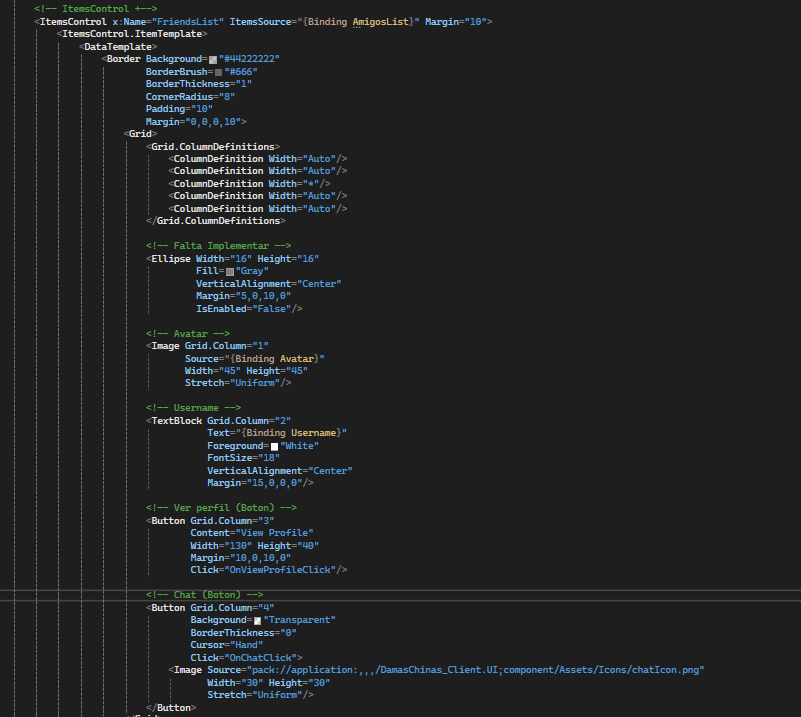 <!-- ItemsControl +-->
<ItemsControl x:Name="FriendsList" ItemsSource="{Binding AmigosList}" Margin="10">
<ItemsControl.ItemTemplate>
<DataTemplate>
<Border Background="#44222222"
BorderBrush="#666"
BorderThickness="1"
CornerRadius="8"
Padding="10"
Margin="0,0,0,10">
<Grid>
<Grid.ColumnDefinitions>
<ColumnDefinition Width="Auto"/>
<ColumnDefinition Width="Auto"/>
<ColumnDefinition Width="*"/>
<ColumnDefinition Width="Auto"/>
<ColumnDefinition Width="Auto"/>
</Grid.ColumnDefinitions>
<!-- Falta Implementar -->
<Ellipse Width="16" Height="16"
Fill="Gray"
VerticalAlignment="Center"
Margin="5,0,10,0"
IsEnabled="False"/>
<!-- Avatar -->
<Image Grid.Column="1"
Source="{Binding Avatar}"
Width="45" Height="45"
Stretch="Uniform"/>
<!-- Username -->
<TextBlock Grid.Column="2"
Text="{Binding Username}"
Foreground="White"
FontSize="18"
VerticalAlignment="Center"
Margin="15,0,0,0"/>
<!-- Ver perfil (Boton) -->
<Button Grid.Column="3"
Content="View Profile"
Width="130" Height="40"
Margin="10,0,10,0"
Click="OnViewProfileClick"/>
<!-- Chat (Boton) -->
<Button Grid.Column="4"
Background="Transparent"
BorderThickness="0"
Cursor="Hand"
Click="OnChatClick">
<Image Source="pack://application:,,,/DamasChinas_Client.UI;component/Assets/Icons/chatIcon.png"
Width="30" Height="30"
Stretch="Uniform"/>
</Button>